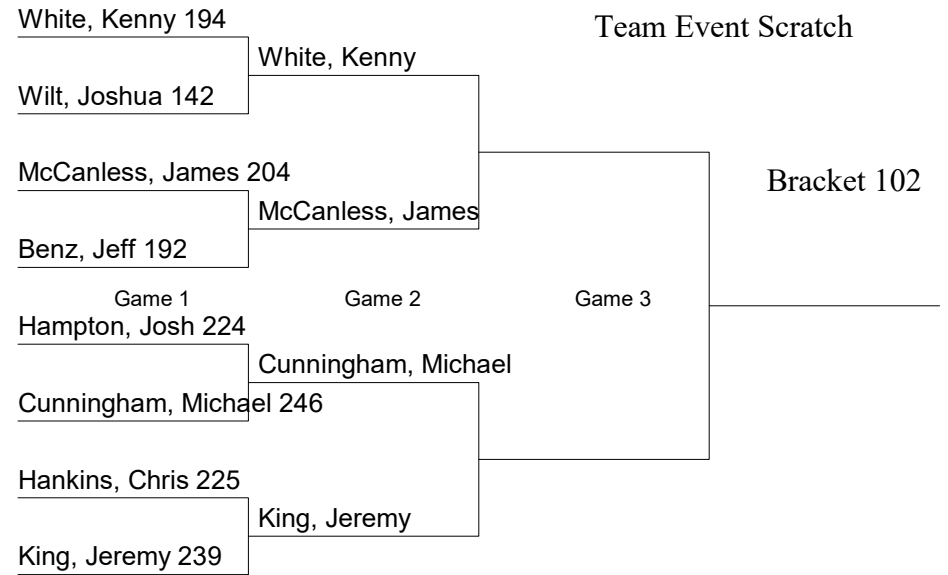 White, Kenny 194
Team Event Scratch
White, Kenny
Wilt, Joshua 142
McCanless, James 204
Bracket 102
McCanless, James
Benz, Jeff 192
Game 1 Game 2 Game 3
Hampton, Josh 224
Cunningham, Michael
Cunningham, Michael 246
Hankins, Chris 225
King, Jeremy
King, Jeremy 239